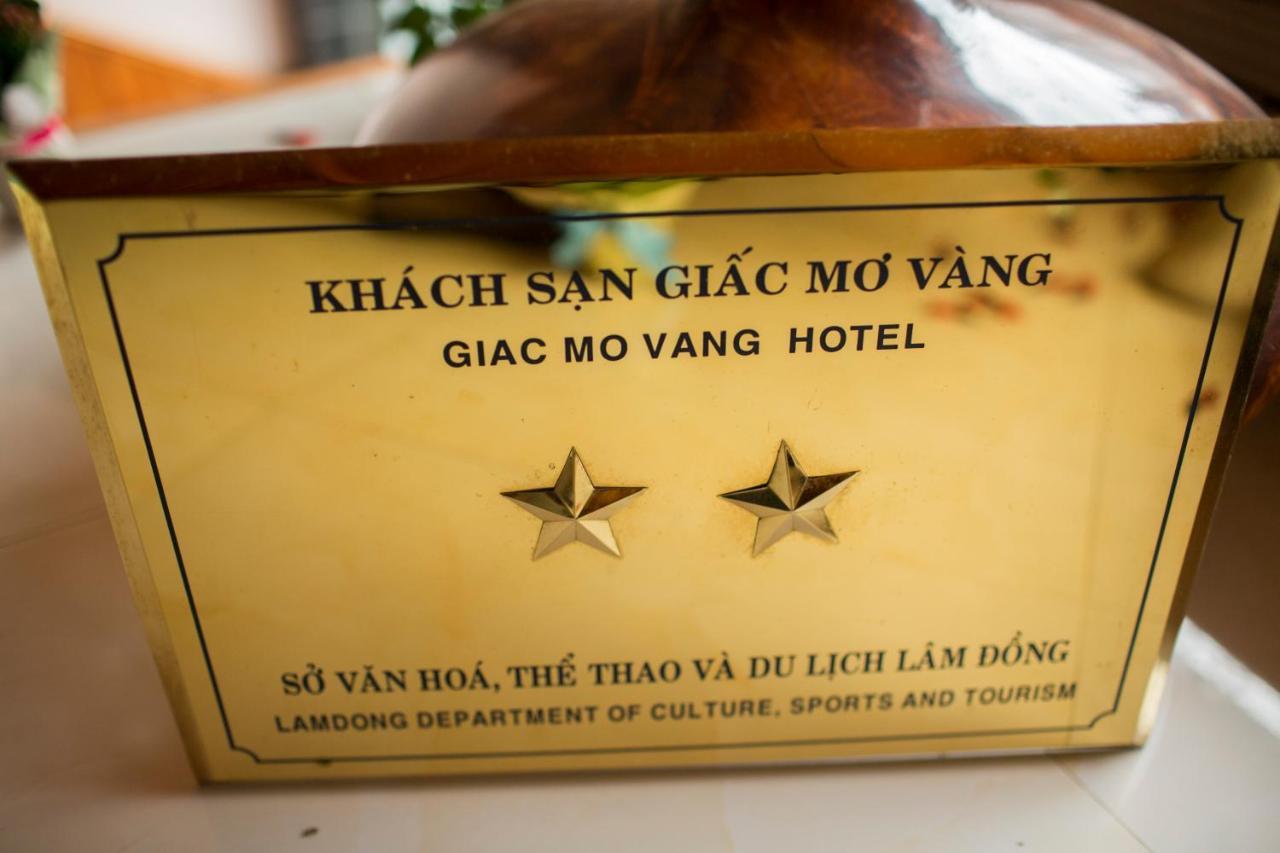 KHÁCH SẠN GIẤC MƠ VÀNG
GIAC MO VANG HOTEL
SỞ VĂN HOÁ, THỂ THAO VÀ DU LỊCH LÂM ĐỒNG
LAMDONG DEPARTMENT OF CULTURE, SPORTS AND TOURISM